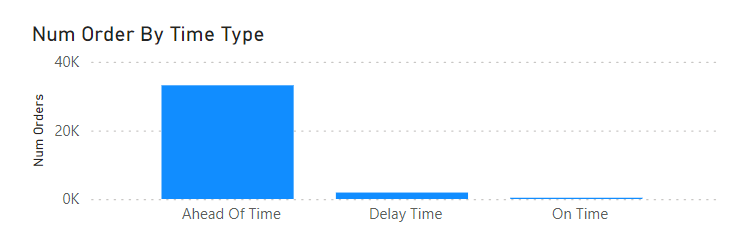 Num Order By Time Type
40K
20K
0K
Num Orders
Ahead Of Time
Delay Time
On Time